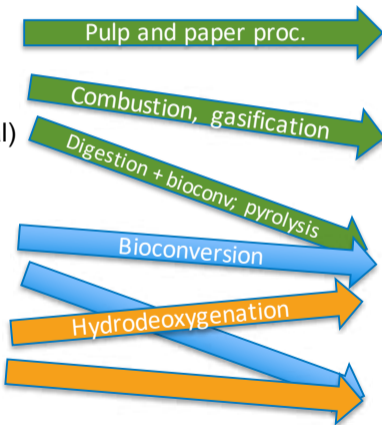 Pulp and paper proc.
Combustion, gasification
l)
Digestion + bioconv; pyrolysis
Bioconversion
Hydrodeoxygenation